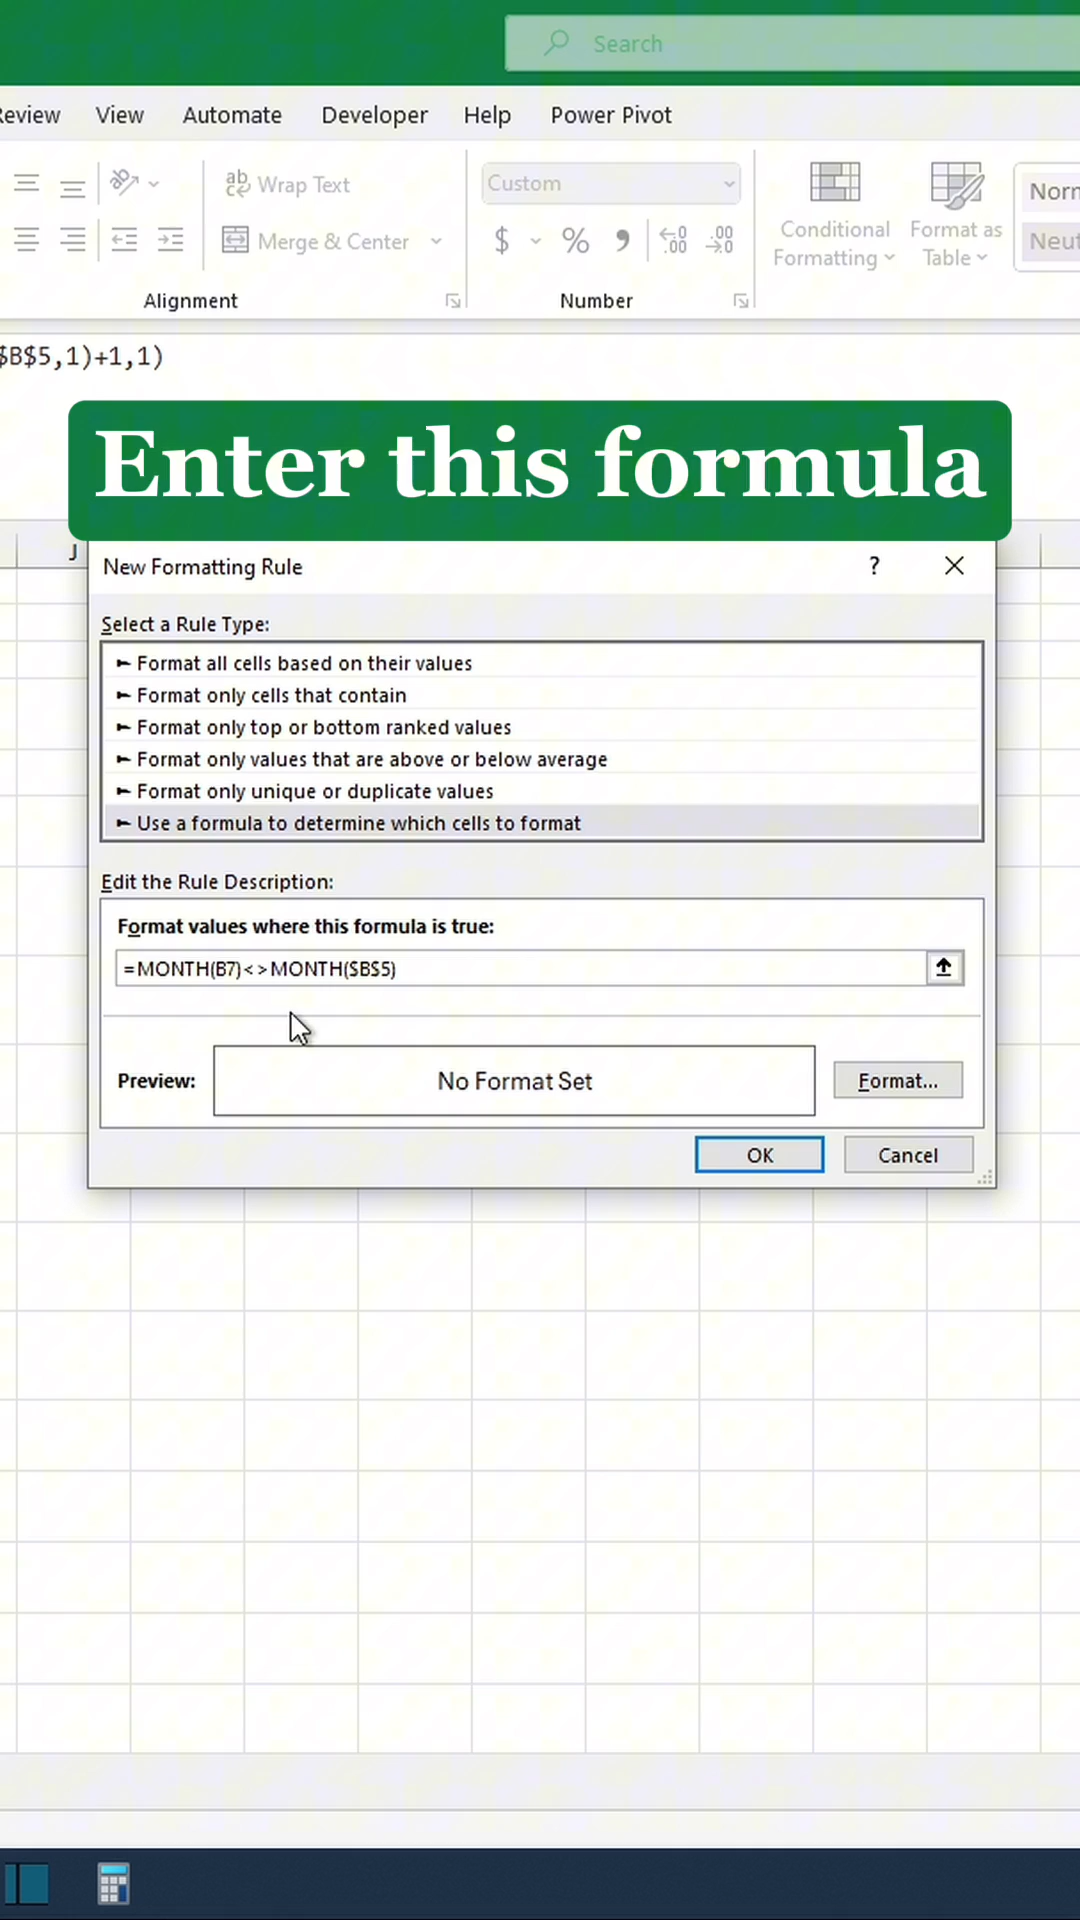 Search
Review View Automate Developer Help Power Pivot
ab Wrap Text
Custom
Conditional Formatting
Format as Table
Merge & Center
$ % 9 .00 .00
Alignment
Number
$B$5,1)+1,1)
Enter this formula
J
New Formatting Rule ?
Select a Rule Type:
Format all cells based on their values
Format only cells that contain
Format only top or bottom ranked values
Format only values that are above or below average
Format only unique or duplicate values
Use a formula to determine which cells to format
Edit the Rule Description:
Format values where this formula is true:
=MONTH(B7)<>MONTH($B$5)
Preview: No Format Set Format...
OK Cancel